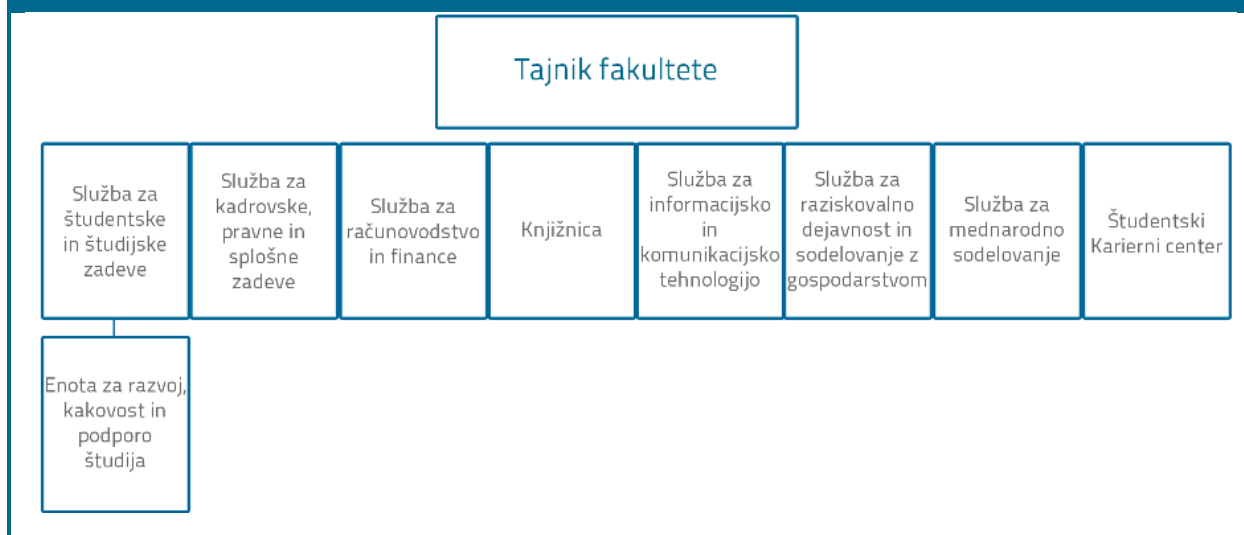 Tajnik fakultete
Služba za
študentske
in študijske
zadeve
Služba za
kadrovske,
pravne in
splošne
zadeve
Služba za
računovodstvo
in finance
Knjižnica
Služba za
informacijsko
in
komunikacijsko
tehnologijo
Služba za
raziskovalno
dejavnost in
sodelovanje z
gospodarstvom
Služba za
mednarodno
sodelovanje
Študentski
Karierni center
Enota za razvoj,
kakovost in
podporo
študija